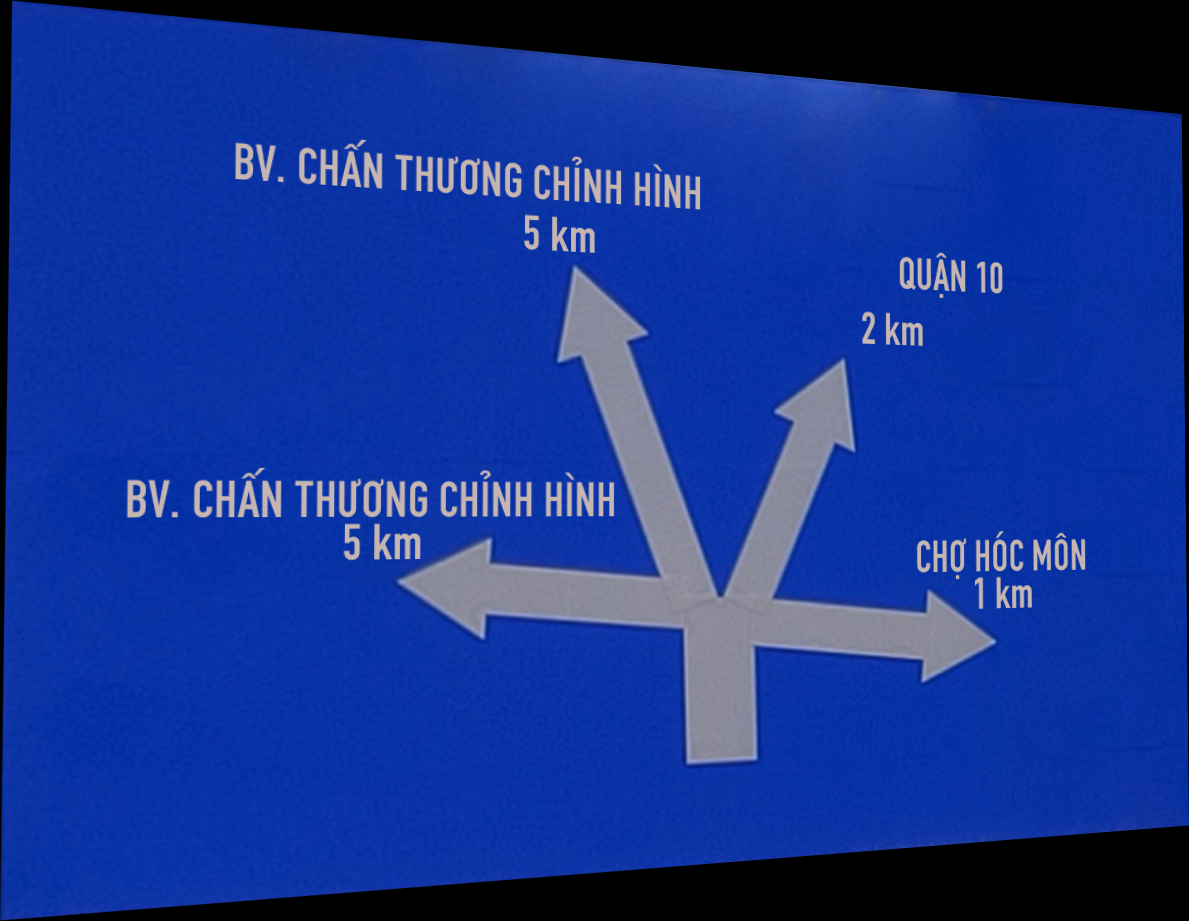 BV. CHẤN THƯƠNG CHỈNH HÌNH
5 km
QUẬN 10
2 km
BV. CHẤN THƯƠNG CHỈNH HÌNH
5 km
CHỢ HÓC MÔN
1 km